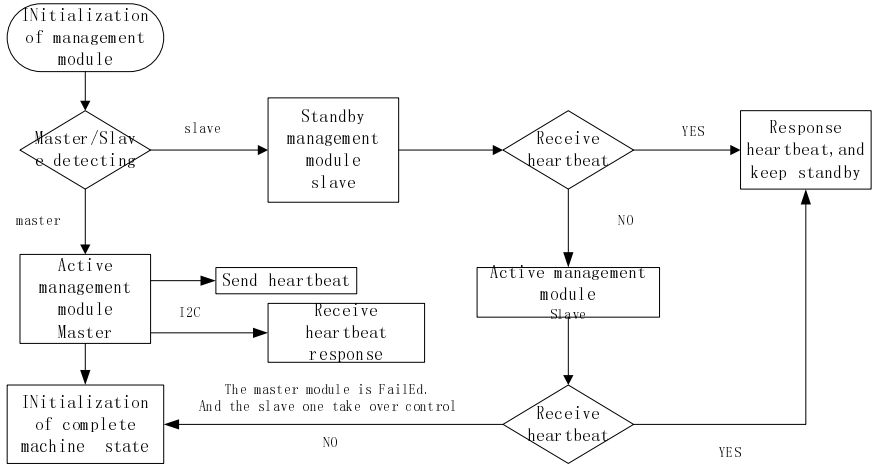 INitialization
of management
module
Master/Slav
e detecting
slave
Standby
management
module
slave
Receive
heartbeat
YES
Response
heartbeat,and
keep standby
master
NO
Active
management
module
Master
Send heartbeat
I2C
Receive
heartbeat
response
Active management
module
Slave
INitialization
of complete
machine state
The master module is FailEd.
And the slave one take over control
NO
Receive
heartbeat
YES